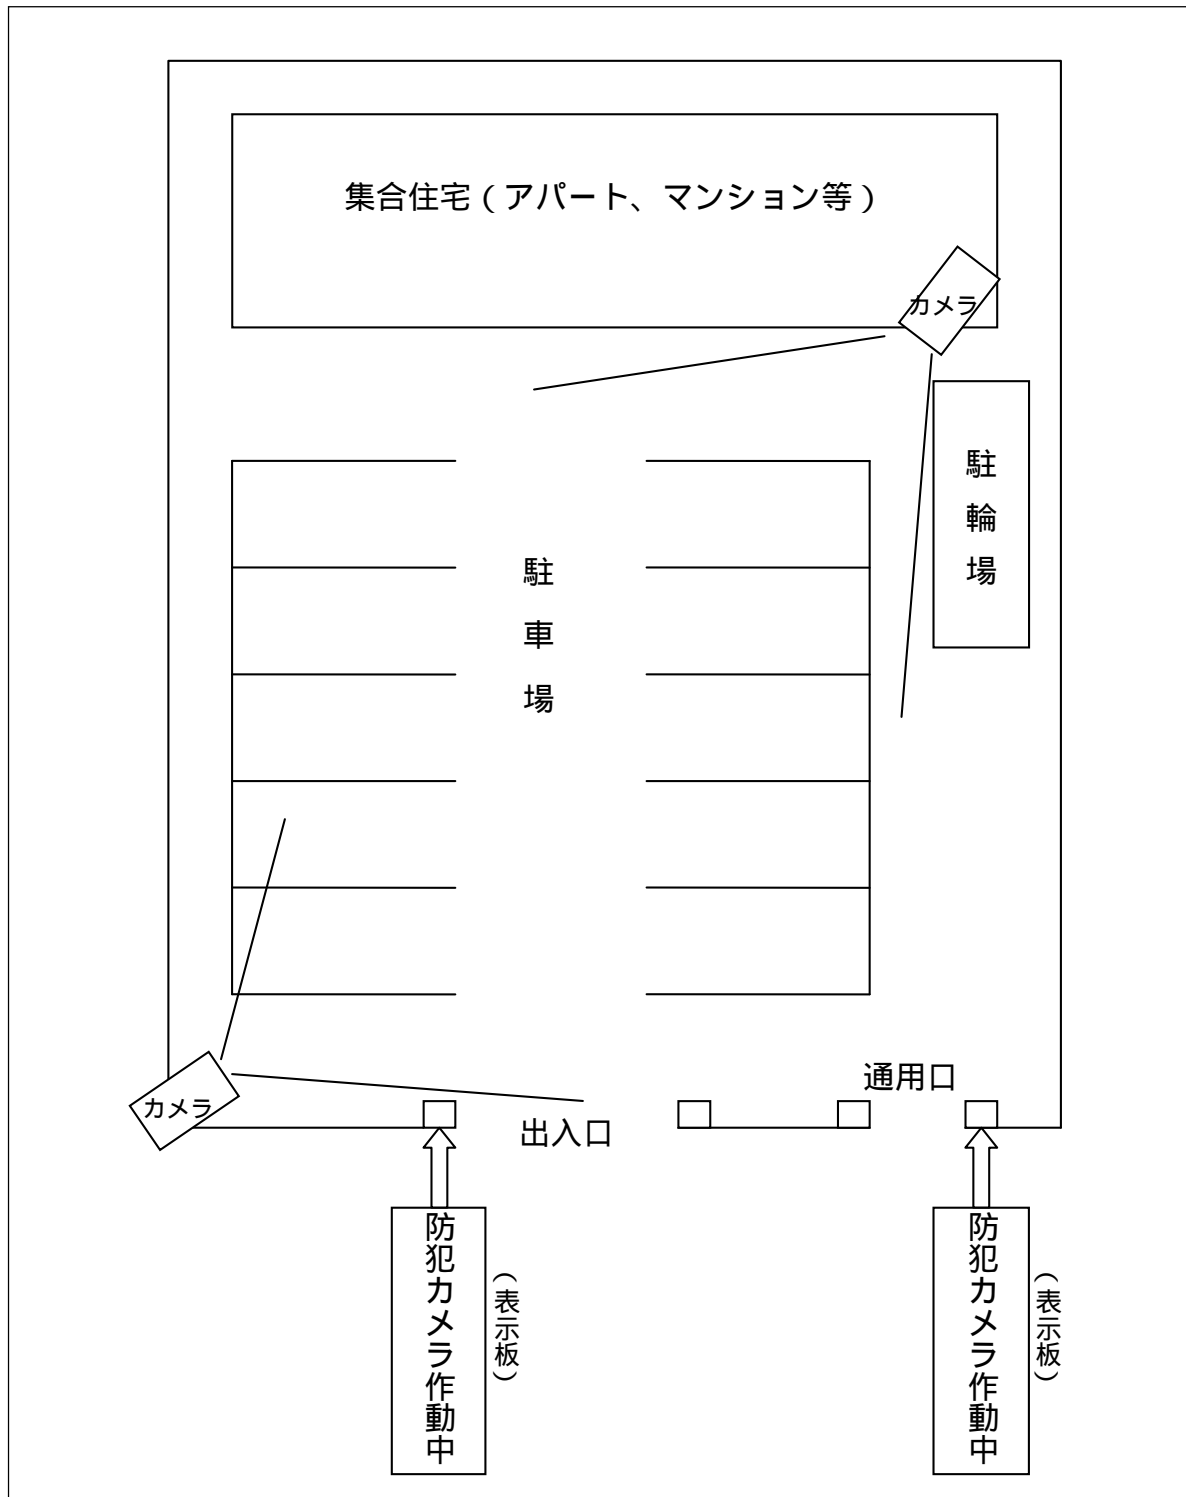 集合住宅（アパート、マンション等）
カメラ
駐輪場
駐車場
通用口
カメラ
出入口
防犯カメラ作動中
（表示板）
防犯カメラ作動中
（表示板）